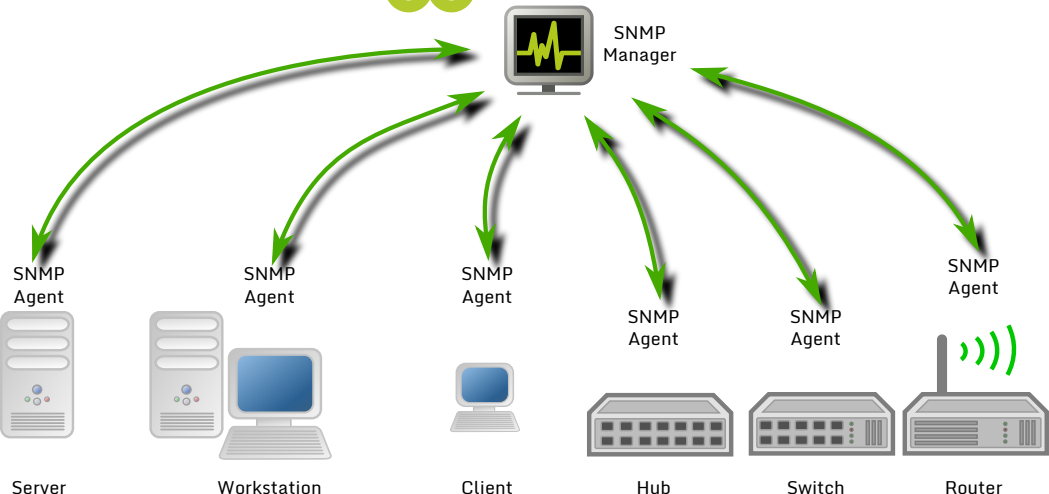 SNMP
Manager
SNMP
Agent
SNMP
Agent
SNMP
Agent
SNMP
Agent
SNMP
Agent
SNMP
Agent
Server
Workstation
Client
Hub
Switch
Router